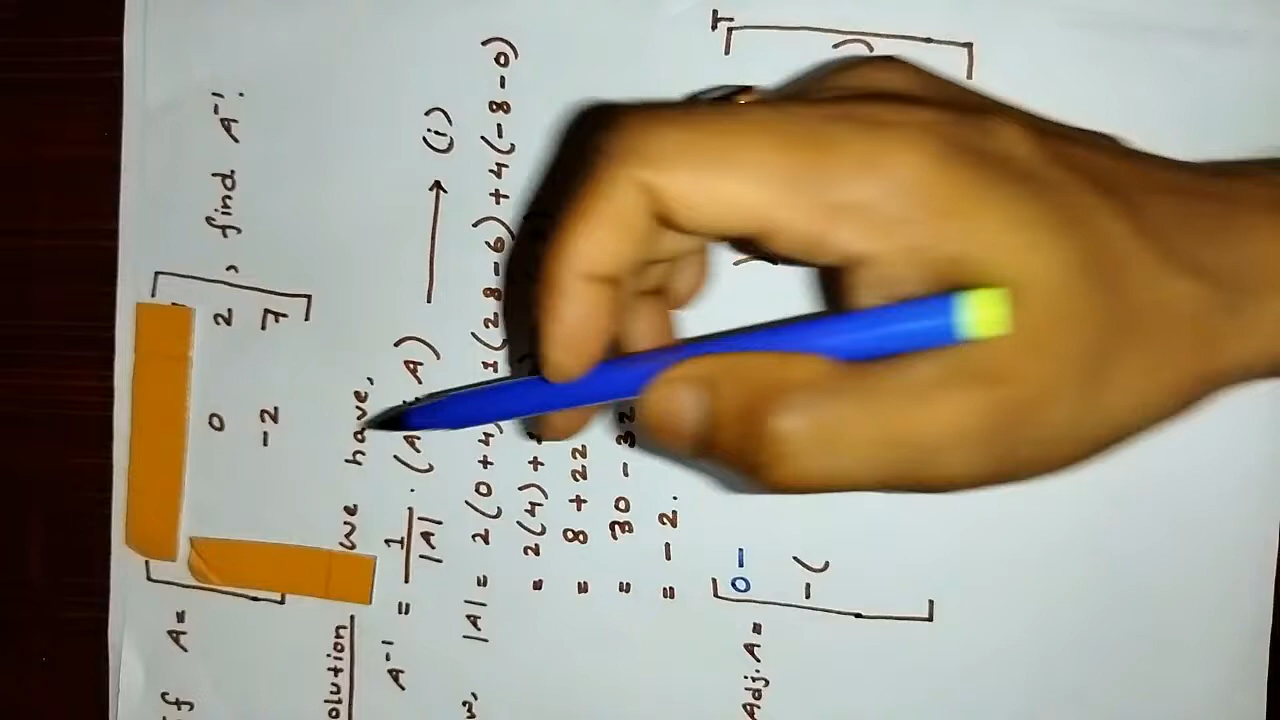 If A =
0 2
-2 7 , find A⁻¹.
Solution We have,
A⁻¹ = 1/|A| · (A A) ⟶ (i)
|A| = 2(0+4) 1(28-6)+4(-8-0)
= 2(4)+
= 8+22
= 30-32
= -2.
Adj. A = [0- ]ᵀ
-(